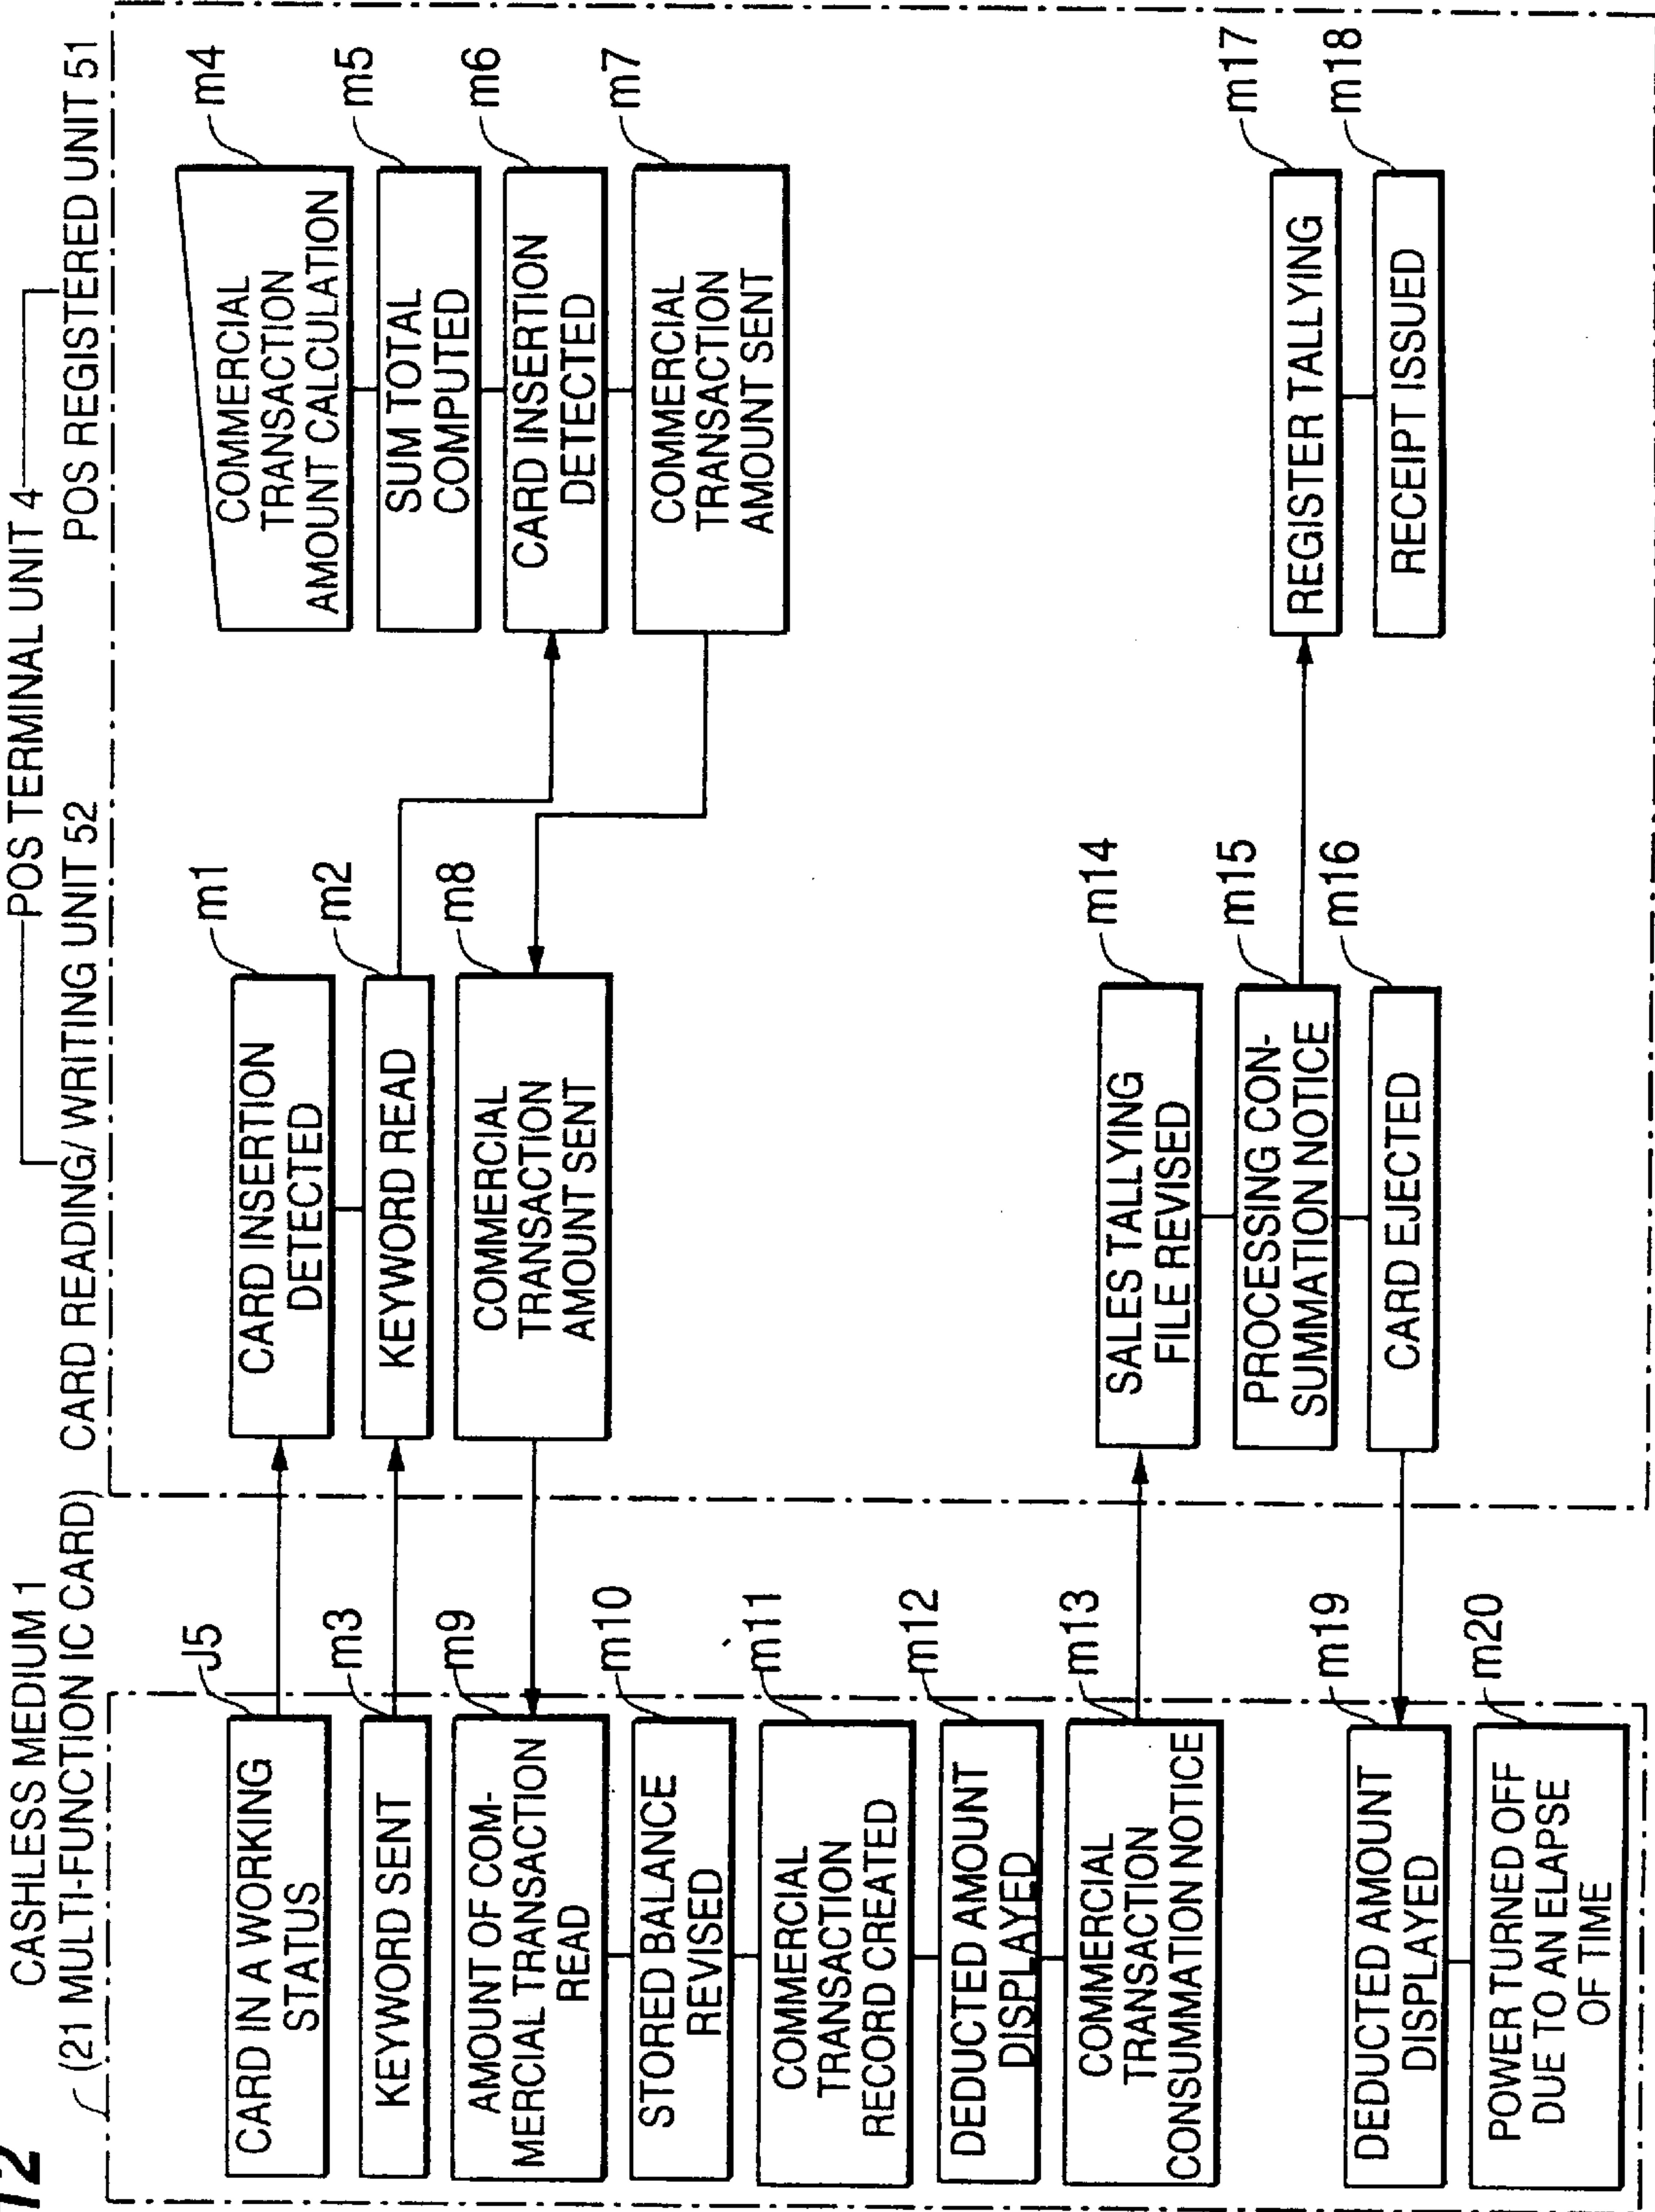 12
CASHLESS MEDIUM 1
(21 MULTI-FUNCTION IC CARD)
POS TERMINAL UNIT 4
CARD READING/WRITING UNIT 52
POS REGISTERED UNIT 51
J5
CARD IN A WORKING
STATUS
m3
KEYWORD SENT
m9
AMOUNT OF COM-
MERCIAL TRANSACTION
READ
m10
STORED BALANCE
REVISED
m11
COMMERCIAL
TRANSACTION
RECORD CREATED
m12
DEDUCTED AMOUNT
DISPLAYED
m13
COMMERCIAL
TRANSACTION
CONSUMMATION NOTICE
m19
DEDUCTED AMOUNT
DISPLAYED
m20
POWER TURNED OFF
DUE TO AN ELAPSE
OF TIME
m1
CARD INSERTION
DETECTED
m2
KEYWORD READ
m8
COMMERCIAL
TRANSACTION
AMOUNT SENT
m14
SALES TALLYING
FILE REVISED
m15
PROCESSING CON-
SUMMATION NOTICE
m16
CARD EJECTED
m4
COMMERCIAL
TRANSACTION
AMOUNT CALCULATION
m5
SUM TOTAL
COMPUTED
m6
CARD INSERTION
DETECTED
m7
COMMERCIAL
TRANSACTION
AMOUNT SENT
m17
REGISTER TALLYING
m18
RECEIPT ISSUED